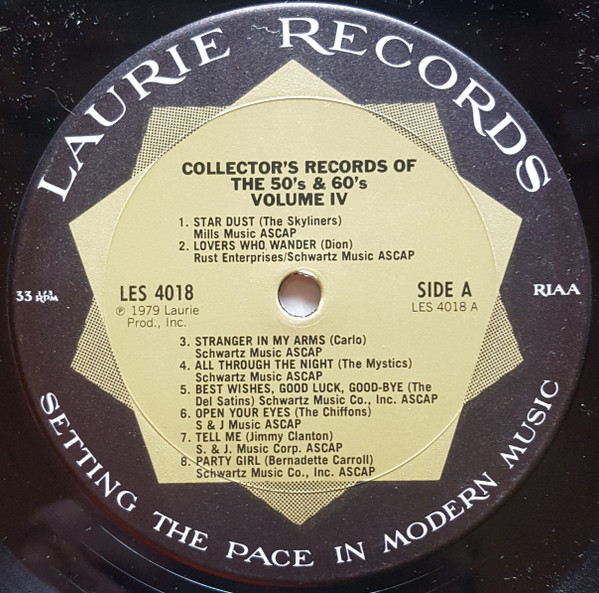 LAURIE RECORDS
COLLECTOR'S RECORDS OF
THE 50's & 60's
VOLUME IV
1. STAR DUST (The Skyliners)
Mills Music ASCAP
2. LOVERS WHO WANDER (Dion)
Rust Enterprises/Schwartz Music ASCAP
33 1/3
RPM
LES 4018
℗ 1979 Laurie
Prod., Inc.
SIDE A
LES 4018 A
RIAA
3. STRANGER IN MY ARMS (Carlo)
Schwartz Music ASCAP
4. ALL THROUGH THE NIGHT (The Mystics)
Schwartz Music ASCAP
5. BEST WISHES, GOOD LUCK, GOOD-BYE (The
Del Satins) Schwartz Music Co., Inc. ASCAP
6. OPEN YOUR EYES (The Chiffons)
S & J Music ASCAP
7. TELL ME (Jimmy Clanton)
S. & J. Music Corp. ASCAP
8. PARTY GIRL (Bernadette Carroll)
Schwartz Music Co., Inc. ASCAP
SETTING THE PACE IN MODERN MUSIC